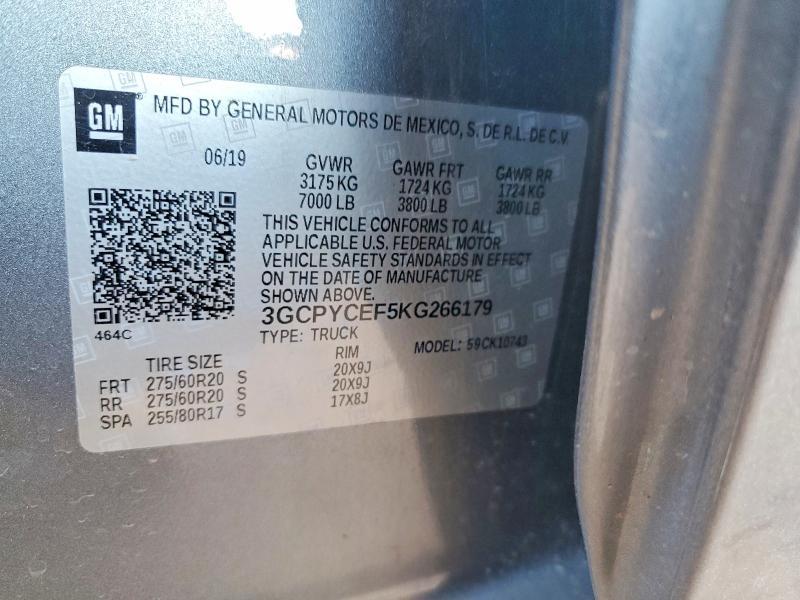 GM
MFD BY GENERAL MOTORS DE MEXICO, S. DE R.L. DE C.V.
06/19
GVWR GAWR FRT GAWR RR
3175 KG 1724 KG 1724 KG
7000 LB 3800 LB 3800 LB
THIS VEHICLE CONFORMS TO ALL
APPLICABLE U.S. FEDERAL MOTOR
VEHICLE SAFETY STANDARDS IN EFFECT
ON THE DATE OF MANUFACTURE
SHOWN ABOVE.
464C
3GCPYCEF5KG266179
TYPE: TRUCK
MODEL: 59CK10743
TIRE SIZE RIM
FRT 275/60R20 S 20X9J
RR 275/60R20 S 20X9J
SPA 255/80R17 S 17X8J